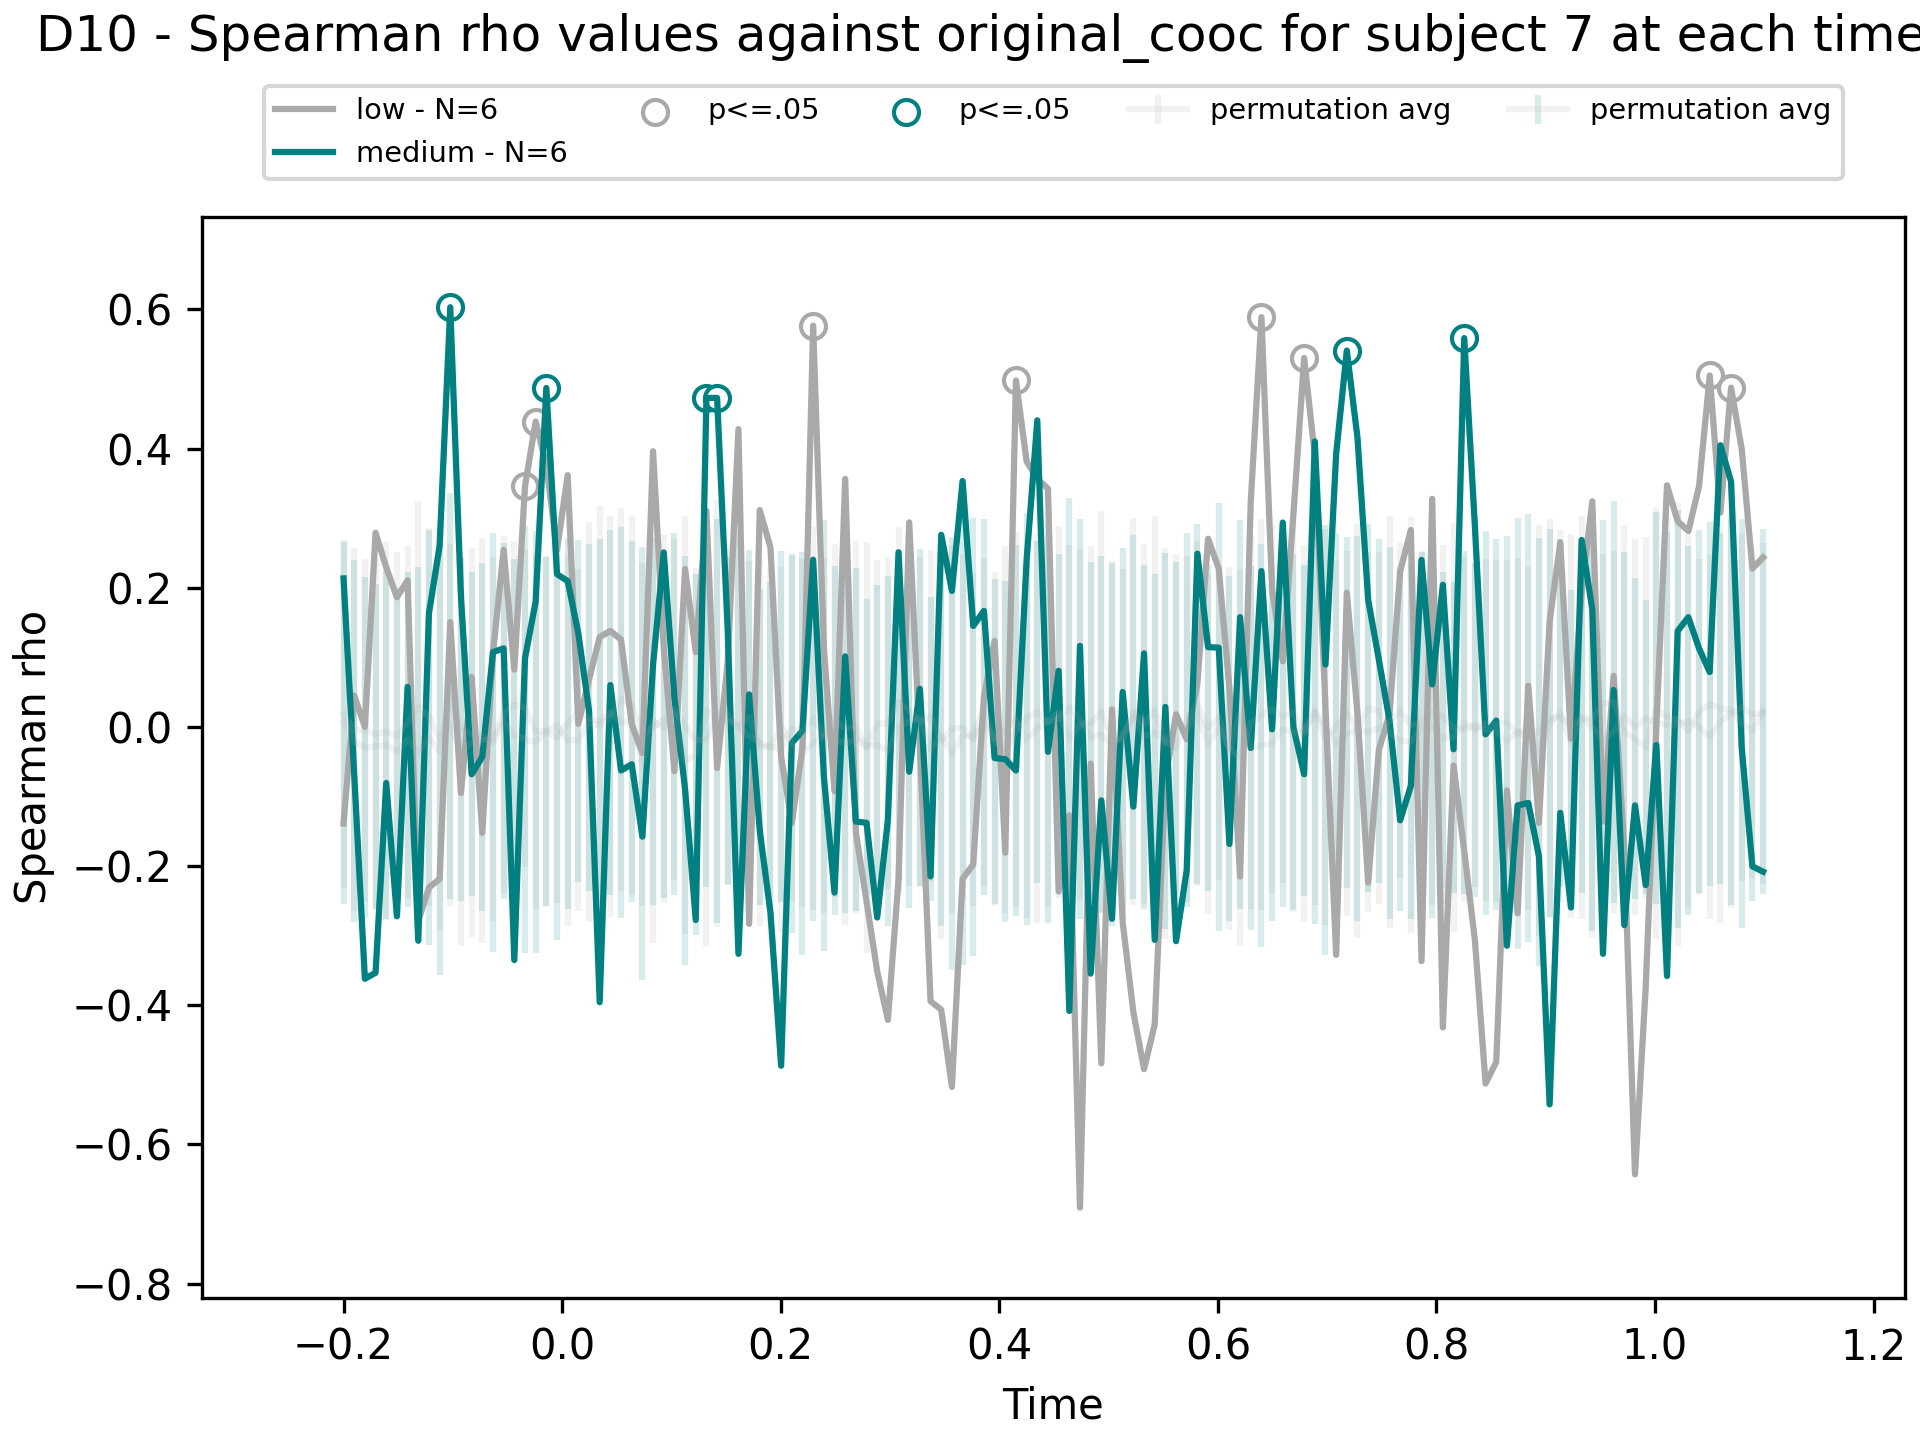 D10 - Spearman rho values against original_cooc for subject 7 at each time
low - N=6
medium - N=6
p<=.05
p<=.05
permutation avg
permutation avg
Spearman rho
0.6
0.4
0.2
0.0
−0.2
−0.4
−0.6
−0.8
−0.2
0.0
0.2
0.4
0.6
0.8
1.0
1.2
Time